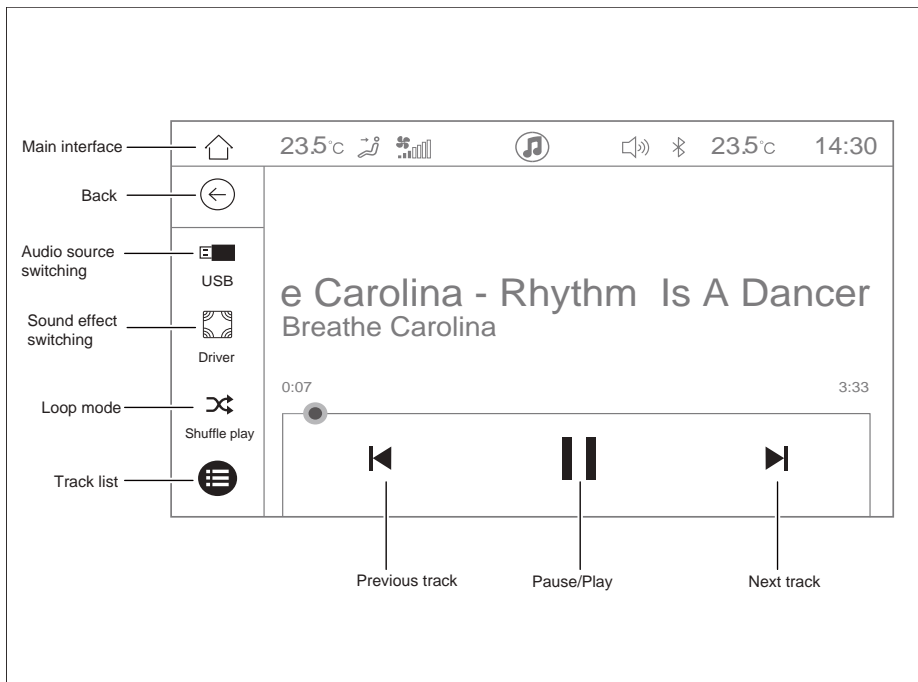 Main interface
23.5°C
23.5°C
14:30
Back
Audio source
switching
USB
e Carolina - Rhythm Is A Dancer
Breathe Carolina
Sound effect
switching
Driver
0:07
3:33
Loop mode
Shuffle play
Track list
Previous track
Pause/Play
Next track